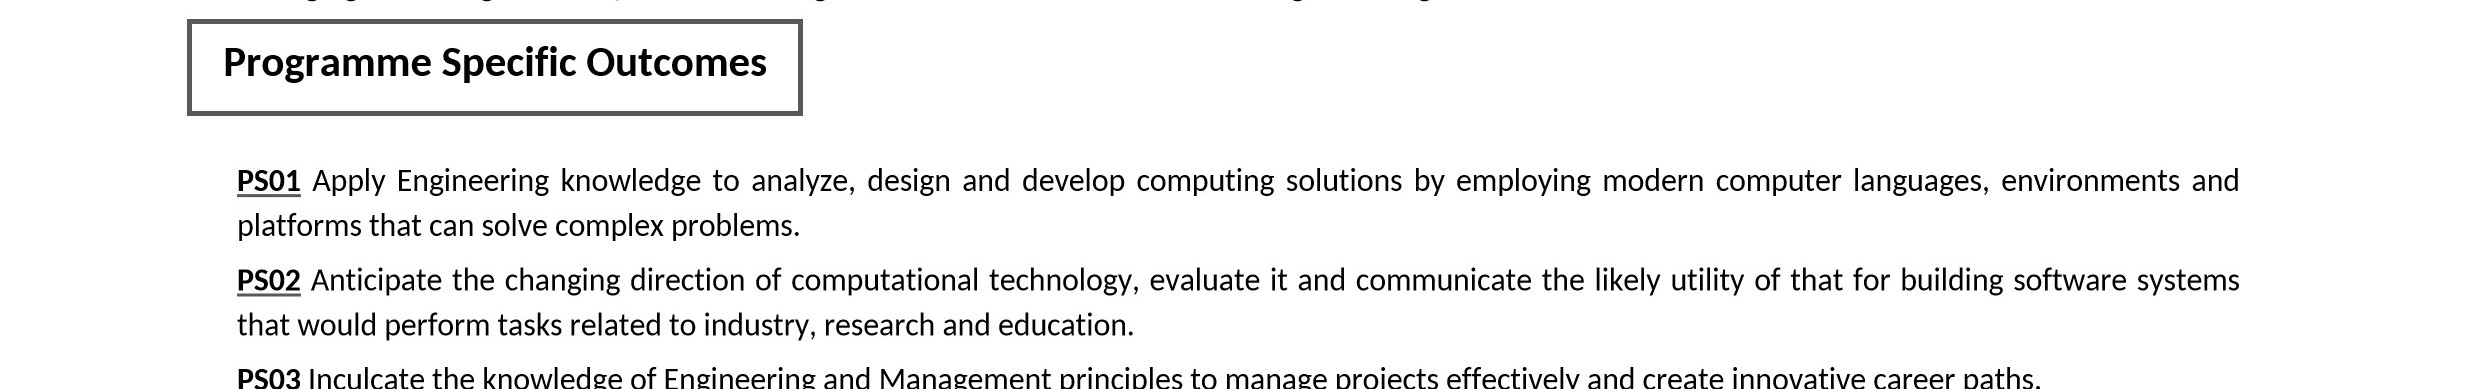 Programme Specific Outcomes
PS01 Apply Engineering knowledge to analyze, design and develop computing solutions by employing modern computer languages, environments and
platforms that can solve complex problems.
PS02 Anticipate the changing direction of computational technology, evaluate it and communicate the likely utility of that for building software systems
that would perform tasks related to industry, research and education.
PS03 Inculcate the knowledge of Engineering and Management principles to manage projects effectively and create innovative career paths.